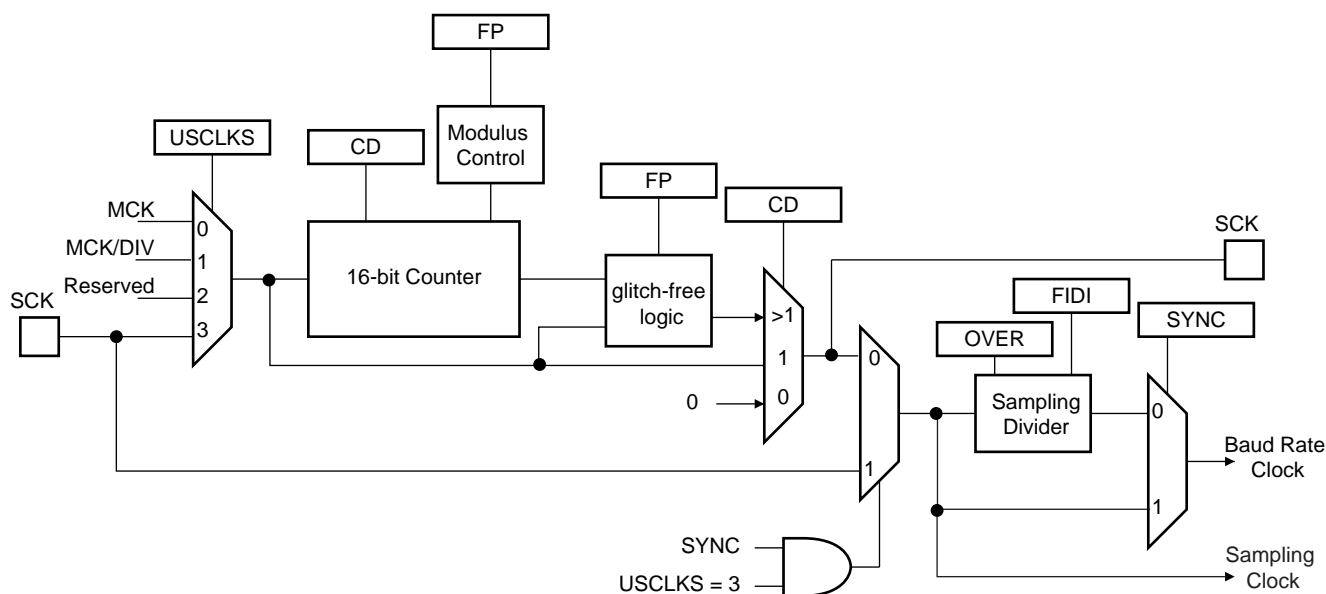 FP
USCLKS
CD
Modulus
Control
FP
CD
MCK
0
SCK
MCK/DIV
1
16-bit Counter
Reserved
2
glitch-free
logic
FIDI
SCK
3
>1
SYNC
OVER
1
0
0
0
Sampling
Divider
0
1
Baud Rate
Clock
1
SYNC
USCLKS = 3
Sampling
Clock